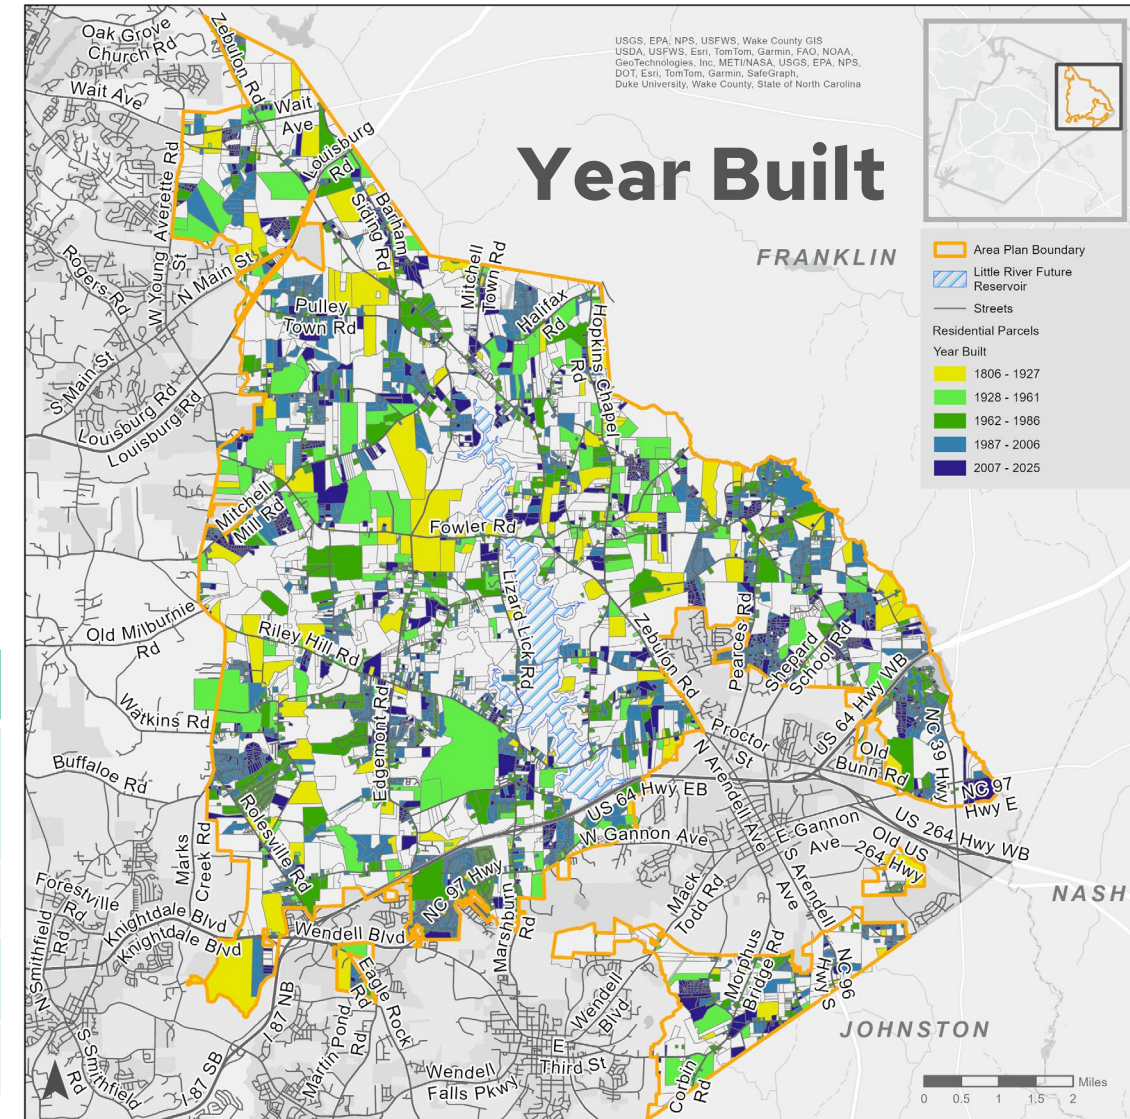 USGS, EPA, NPS, USFWS, Wake County GIS
USDA, USFWS, Esri, TomTom, Garmin, FAO, NOAA,
GeoTechnologies, Inc, METI/NASA, USGS, EPA, NPS,
DOT, Esri, TomTom, Garmin, SafeGraph,
Duke University, Wake County, State of North Carolina
Year Built
Area Plan Boundary
Little River Future
Reservoir
Streets
Residential Parcels
Year Built
1806 - 1927
1928 - 1961
1962 - 1986
1987 - 2006
2007 - 2025
FRANKLIN
NASH
JOHNSTON
Oak Grove
Church Rd
Zebulon Rd
Wait Ave
Wait
Ave
Louisburg
Rd
W Young Averette Rd
St
Barham
Siding Rd
Rogers Rd
N Main St
Mitchell
Town Rd
Pulley
Town Rd
Halifax
Rd
Hopkins Chapel
Rd
S Main St
Louisburg Rd
Louisburg Rd
Mitchell
Mill Rd
Fowler Rd
Lizard Lick Rd
Old Milburnie
Rd
Riley Hill Rd
Zebulon Rd
Pearces Rd
Shepard
School Rd
US 64 Hwy WB
Watkins Rd
Edgemont Rd
Proctor
St
NC 39 Hwy
Old
Bunn Rd
NC 97
Hwy E
Buffaloe Rd
Rolesville Rd
US 64 Hwy EB
N Arendell Ave
W Gannon Ave
E Gannon
Ave
US 264 Hwy WB
Old US
264 Hwy
Marks
Creek Rd
S Arendell
Ave
Forestville
Rd
NC 97 Hwy
Mack
Todd Rd
Knightdale Blvd
Knightdale Blvd
Wendell Blvd
Marshburn
Rd
N Smithfield
Rd
Eagle Rock
Rd
Morphus
Bridge Rd
NC 96
Hwy S
I-87 NB
Wendell
Blvd
Martin Pond
Rd
S Smithfield
Rd
I-87 SB
E
Third St
Wendell
Falls Pkwy
Corbin
Rd
Miles
0 0.5 1 1.5 2